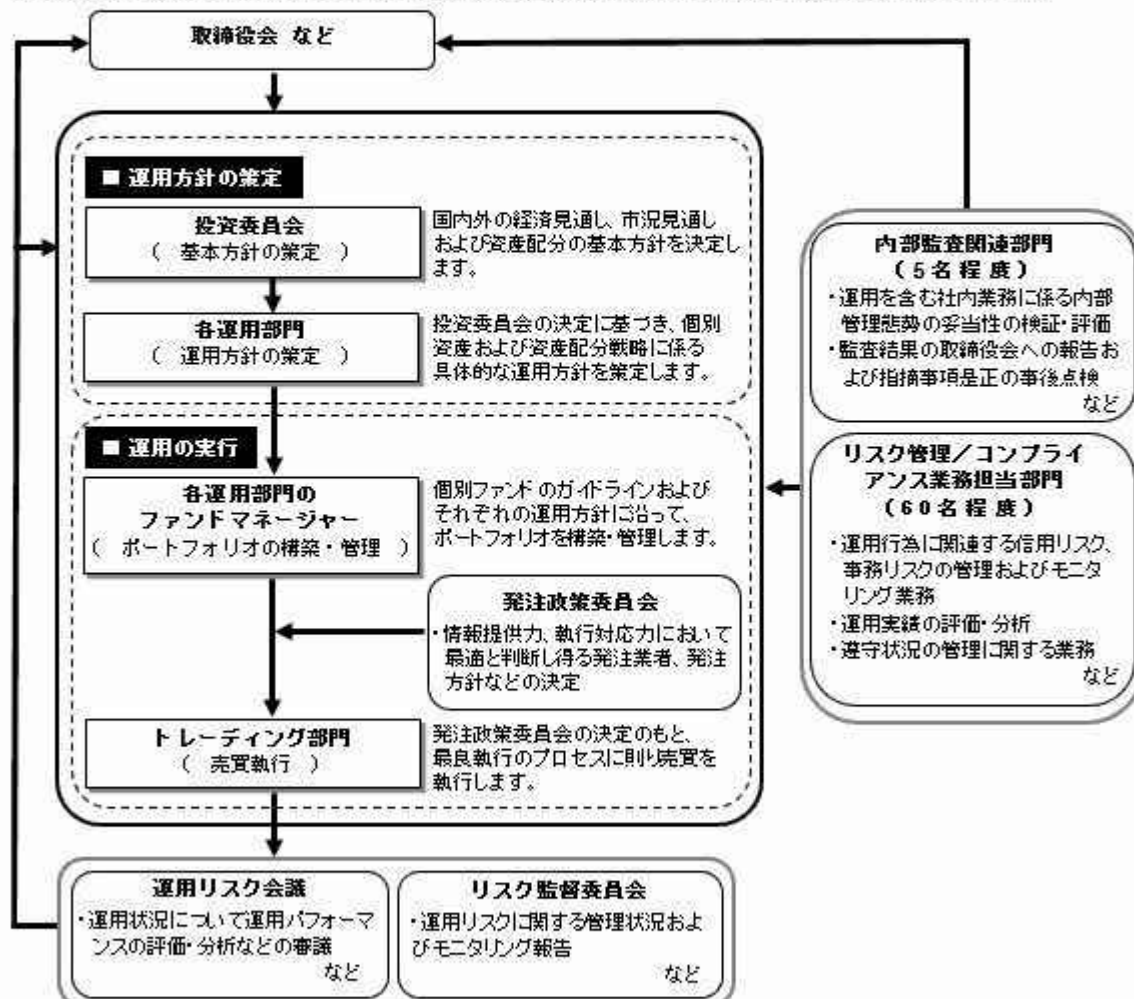 取締役会 など
■ 運用方針の策定
投資委員会
( 基本方針の策定 )
国内外の経済見通し、市況見通し
および資産配分の基本方針を決定し
ます。
各運用部門
( 運用方針の策定 )
投資委員会の決定に基づき、個別
資産および資産配分戦略に係る
具体的な運用方針を策定します。
■ 運用の実行
各運用部門の
ファンドマネージャー
( ポートフォリオの構築・管理 )
個別ファンドのガイドラインおよび
それぞれの運用方針に沿って、
ポートフォリオを構築・管理します。
発注政策委員会
・情報提供力、執行対応力において
最適と判断し得る発注業者、発注
方針などの決定
トレーディング部門
( 売買執行 )
発注政策委員会の決定のもと、
最良執行のプロセスに則り売買を
執行します。
内部監査関連部門
(5名程度)
・運用を含む社内業務に係る内部
管理態勢の妥当性の検証・評価
・監査結果の取締役会への報告お
よび指摘事項是正の事後点検
など
リスク管理/コンプライ
アンス業務担当部門
(60名程度)
・運用行為に関連する信用リスク、
事務リスクの管理およびモニタ
リング業務
・運用実績の評価・分析
・遵守状況の管理に関する業務
など
運用リスク会議
・運用状況について運用パフォーマ
ンスの評価・分析などの審議
など
リスク監督委員会
・運用リスクに関する管理状況およ
びモニタリング報告
など